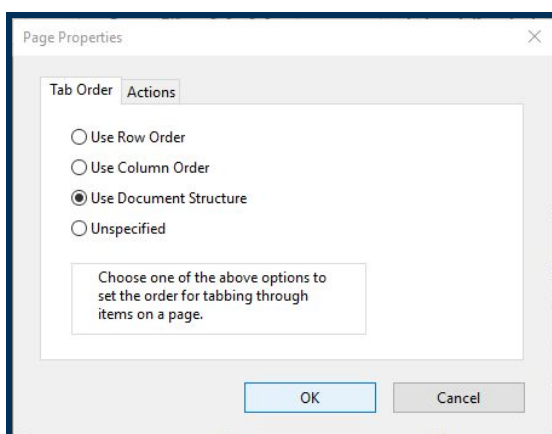 Page Properties
Tab Order Actions
Use Row Order
Use Column Order
Use Document Structure
Unspecified
Choose one of the above options to
set the order for tabbing through
items on a page.
OK Cancel